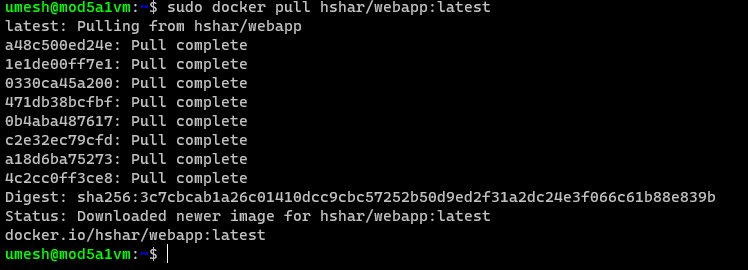 umesh@mod5a1vm:~$ sudo docker pull hshar/webapp:latest
latest: Pulling from hshar/webapp
a48c500ed24e: Pull complete
1e1de00ff7e1: Pull complete
0330ca45a200: Pull complete
471db38bcfbf: Pull complete
0b4aba487617: Pull complete
c2e32ec79cfd: Pull complete
a18d6ba75273: Pull complete
4c2cc0ff3ce8: Pull complete
Digest: sha256:3c7cbcab1a26c01410dcc9cbc57252b50d9ed2f31a2dc24e3f066c61b88e839b
Status: Downloaded newer image for hshar/webapp:latest
docker.io/hshar/webapp:latest
umesh@mod5a1vm:~$